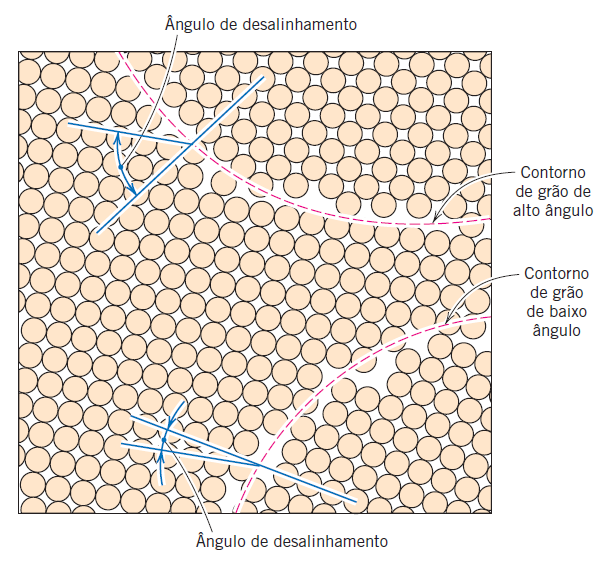 Ângulo de desalinhamento
Contorno
de grão de
alto ângulo
Contorno
de grão
de baixo
ângulo
Ângulo de desalinhamento